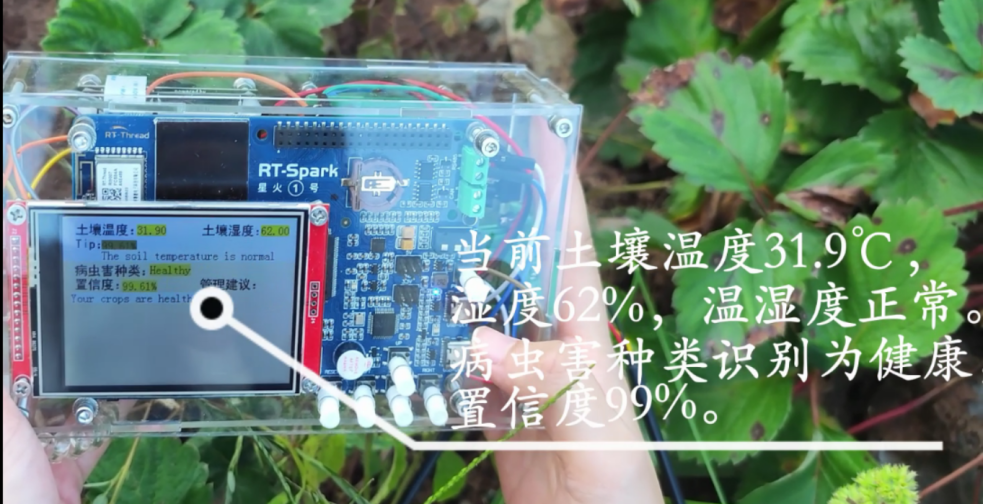 RT-Thread
RT-Spark
星火①号
土壤温度:31.90 土壤湿度:62.00
Tip:
The soil temperature is normal
病虫害种类:Healthy
置信度:99.61% 管理建议:
Your crops are health
当前土壤温度31.9℃，
湿度62%，温湿度正常。
病虫害种类识别为健康
置信度99%。